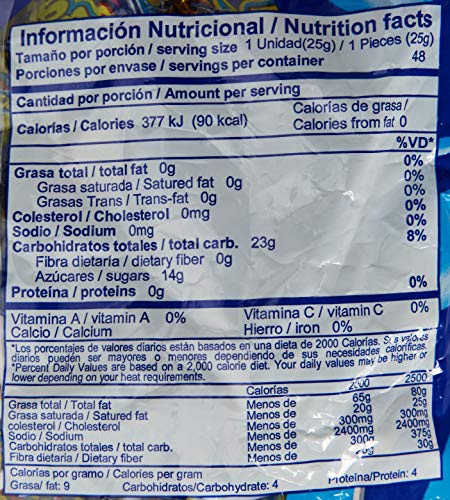 Información Nutricional / Nutrition facts
Tamaño por porción / serving size 1 Unidad(25g) / 1 Pieces (25g)
Porciones por envase / servings per container 48
Cantidad por porción / Amount per serving
Calorías / Calories 377 kJ (90 kcal)
Calorías de grasa /
Calories from fat 0
%VD*
Grasa total / total fat 0g 0%
Grasa saturada / Satured fat 0g 0%
Grasas Trans / Trans-fat 0g 0%
Colesterol / Cholesterol 0mg 0%
Sodio / Sodium 0mg 0%
Carbohidratos totales / total carb. 23g 8%
Fibra dietaria / dietary fiber 0g
Azúcares / sugars 14g
Proteína / proteins 0g 0%
Vitamina A / vitamin A 0% Vitamina C / vitamin C 0%
Calcio / Calcium Hierro / iron 0%
*Los porcentajes de valores diarios están basados en una dieta de 2000 Calorías. Sus valores
diarios pueden ser mayores o menores dependiendo de sus necesidades caloríficas.
*Percent Daily Values are based on a 2,000 calorie diet. Your daily values may be higher or
lower depending on your heat requirements.
Calorías 2000 2500
Grasa total / Total fat Menos de 65g 80g
Grasa saturada / Satured fat Menos de 20g 25g
colesterol / Cholesterol Menos de 300mg 300mg
Sodio / Sodium Menos de 2400mg 2400mg
Carbohidratos totales / total carb. Menos de 300g 375g
Fibra dietaria / Dietary fiber Menos de 30g
Calorías por gramo / Calories per gram
Grasa/ fat: 9 Carbohidratos/Carbohydrate: 4 Proteína/Protein: 4